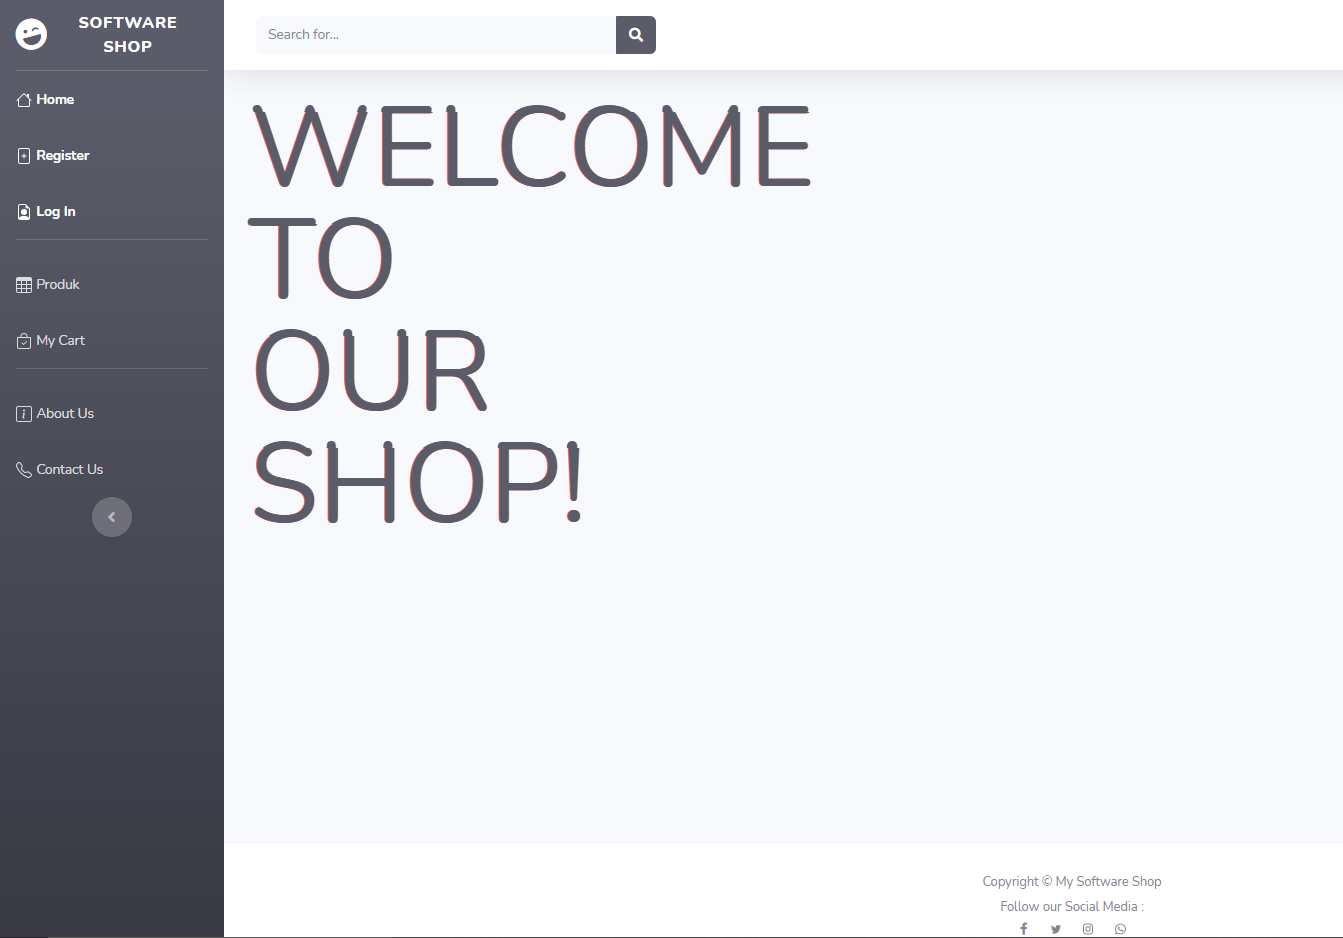 SOFTWARE
SHOP
Home
Register
Log In
Produk
My Cart
About Us
Contact Us
Search for...
WELCOME
TO
OUR
SHOP!
Copyright © My Software Shop
Follow our Social Media :